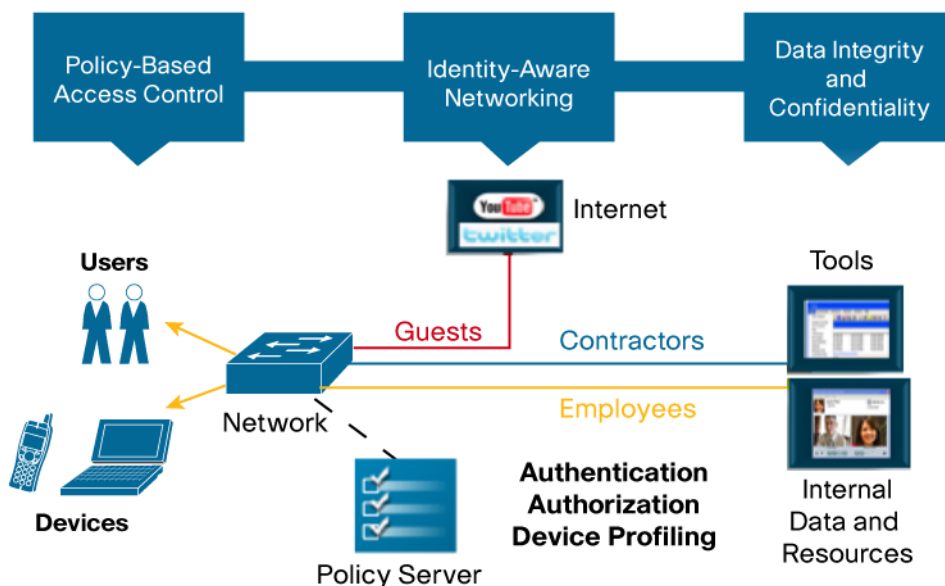 Policy-Based
Access Control
Identity-Aware
Networking
Data Integrity
and
Confidentiality
YouTube
twitter
Internet
Users
Tools
Guests
Contractors
Network
Employees
Devices
Authentication
Authorization
Device Profiling
Internal
Data and
Resources
Policy Server